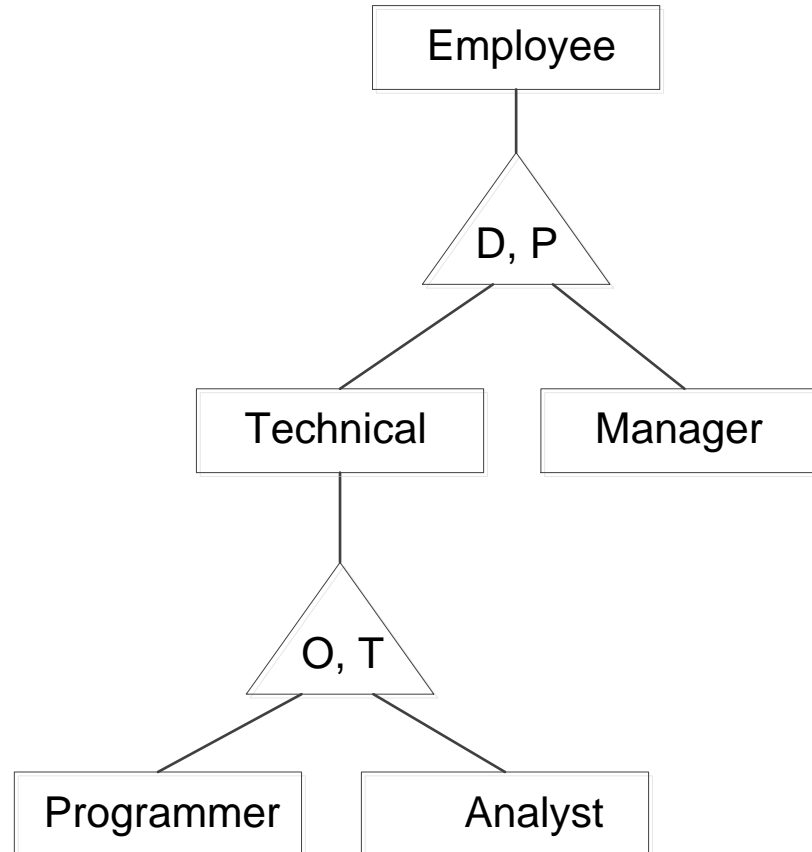 Employee
D, P
Technical
Manager
O, T
Programmer
Analyst